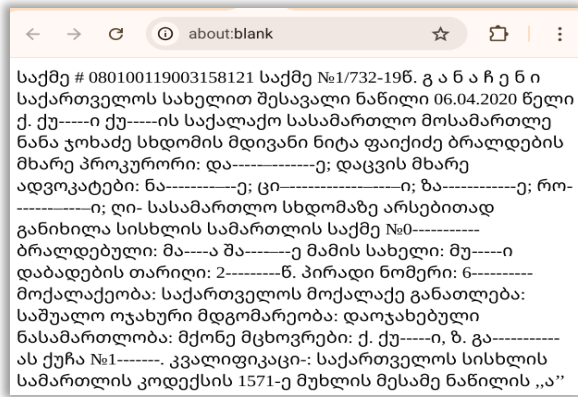 about:blank
საქმე # 080100119003158121 საქმე №1/732-19წ. გ ა ნ ა ჩ ე ნ ი
საქართველოს სახელით შესავალი ნაწილი 06.04.2020 წელი
ქ. ქუ-----ი ქუ-----ის საქალაქო სასამართლო მოსამართლე
ნანა ჯოხაძე სხდომის მდივანი ნიტა ფაიქიძე ბრალდების
მხარე პროკურორი: და-----–-------ე; დაცვის მხარე
ადვოკატები: ნა--------–--ე; ცი–-------------–---–ი; ზა------------ე; რო-
-------–---–ი; ღი- სასამართლო სხდომაზე არსებითად
განიხილა სისხლის სამართლის საქმე №0-----------
ბრალდებული: მა----ა შა----–--ე მამის სახელი: მუ-----ი
დაბადების თარიღი: 2---------წ. პირადი ნომერი: 6----------
მოქალაქეობა: საქართველოს მოქალაქე განათლება:
საშუალო ოჯახური მდგომარეობა: დაოჯახებული
ნასამართლობა: მქონე მცხოვრები: ქ. ქუ-----ი, ზ. გა-----------
ას ქუჩა №1-------. კვალიფიკაცი-: საქართველოს სისხლის
სამართლის კოდექსის 1571-ე მუხლის მესამე ნაწილის ,,ა’’